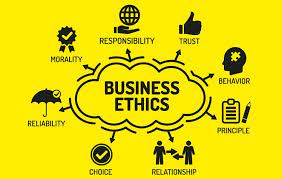 RESPONSIBILITY
TRUST
MORALITY
BEHAVIOR
BUSINESS
ETHICS
RELIABILITY
PRINCIPLE
CHOICE
RELATIONSHIP